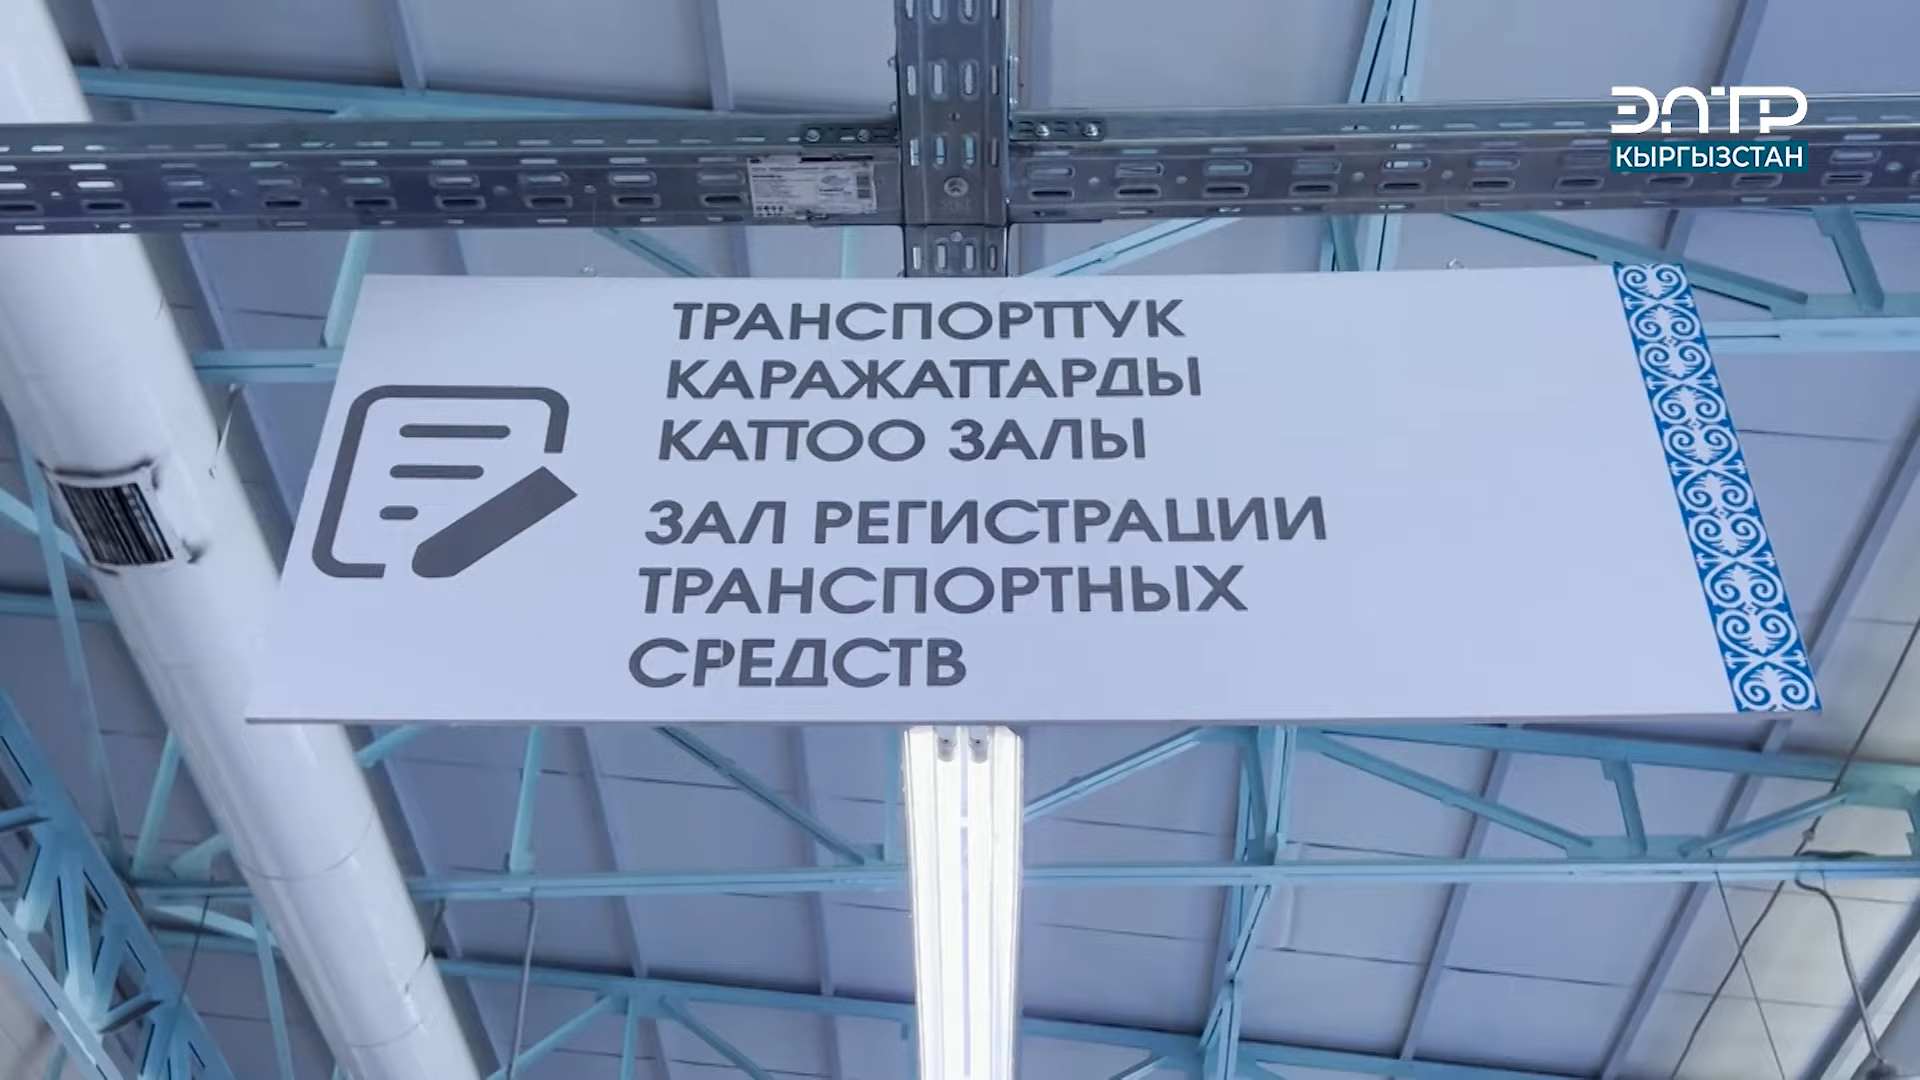 ЭЛТР
КЫРГЫЗСТАН
ТРАНСПОРТТУК
КАРАЖАТТАРДЫ
КАТТОО ЗАЛЫ
ЗАЛ РЕГИСТРАЦИИ
ТРАНСПОРТНЫХ
СРЕДСТВ